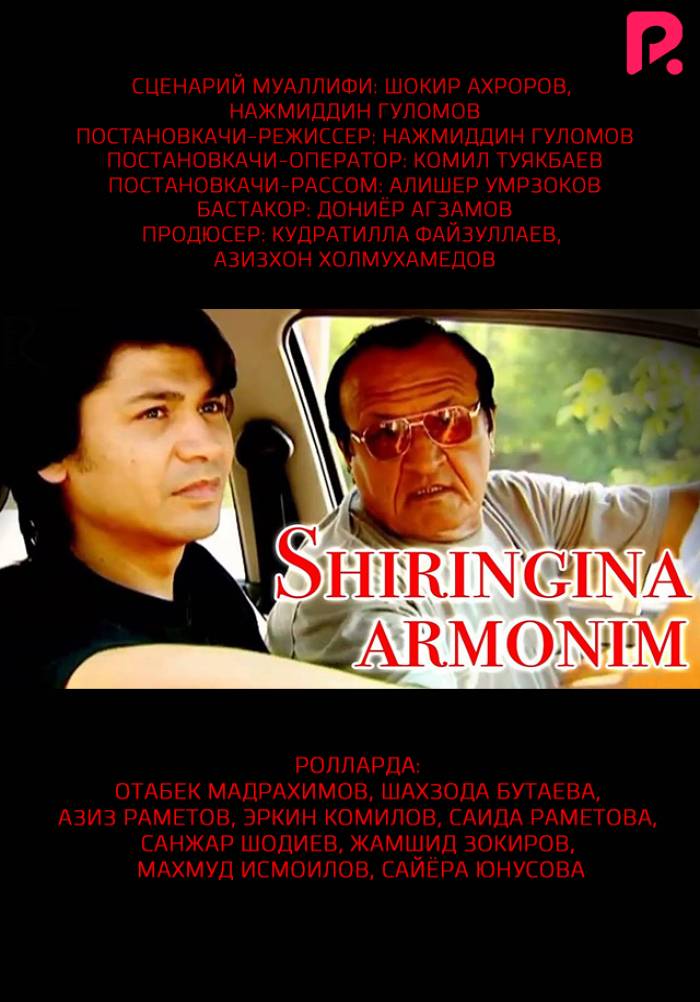 P.
СЦЕНАРИЙ МУАЛЛИФИ: ШОКИР АХРОРОВ,
НАЖМИДДИН ГУЛОМОВ
ПОСТАНОВКАЧИ-РЕЖИССЕР: НАЖМИДДИН ГУЛОМОВ
ПОСТАНОВКАЧИ-ОПЕРАТОР: КОМИЛ ТУЯКБАЕВ
ПОСТАНОВКАЧИ-РАССОМ: АЛИШЕР УМРЗОКОВ
БАСТАКОР: ДОНИЁР АГЗАМОВ
ПРОДЮСЕР: КУДРАТИЛЛА ФАЙЗУЛЛАЕВ,
АЗИЗХОН ХОЛМУХАМЕДОВ
SHIRINGINA
ARMONIM
РОЛЛАРДА:
ОТАБЕК МАДРАХИМОВ, ШАХЗОДА БУТАЕВА,
АЗИЗ РАМЕТОВ, ЭРКИН КОМИЛОВ, САИДА РАМЕТОВА,
САНЖАР ШОДИЕВ, ЖАМШИД ЗОКИРОВ,
МАХМУД ИСМОИЛОВ, САЙЁРА ЮНУСОВА